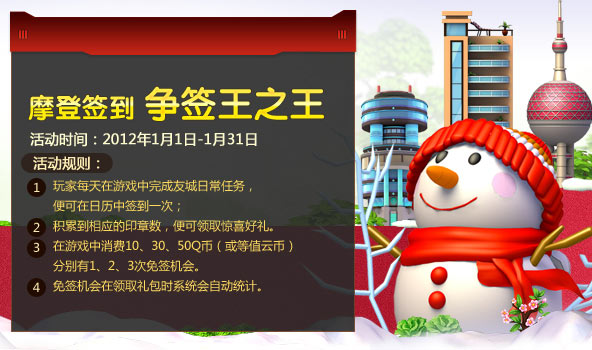 摩登签到 争签王之王
活动时间：2012年1月1日-1月31日
活动规则：
1 玩家每天在游戏中完成友城日常任务，
便可在日历中签到一次；
2 积累到相应的印章数，便可领取惊喜好礼。
3 在游戏中消费10、30、50Q币（或等值云币）
分别有1、2、3次免签机会。
4 免签机会在领取礼包时系统会自动统计。